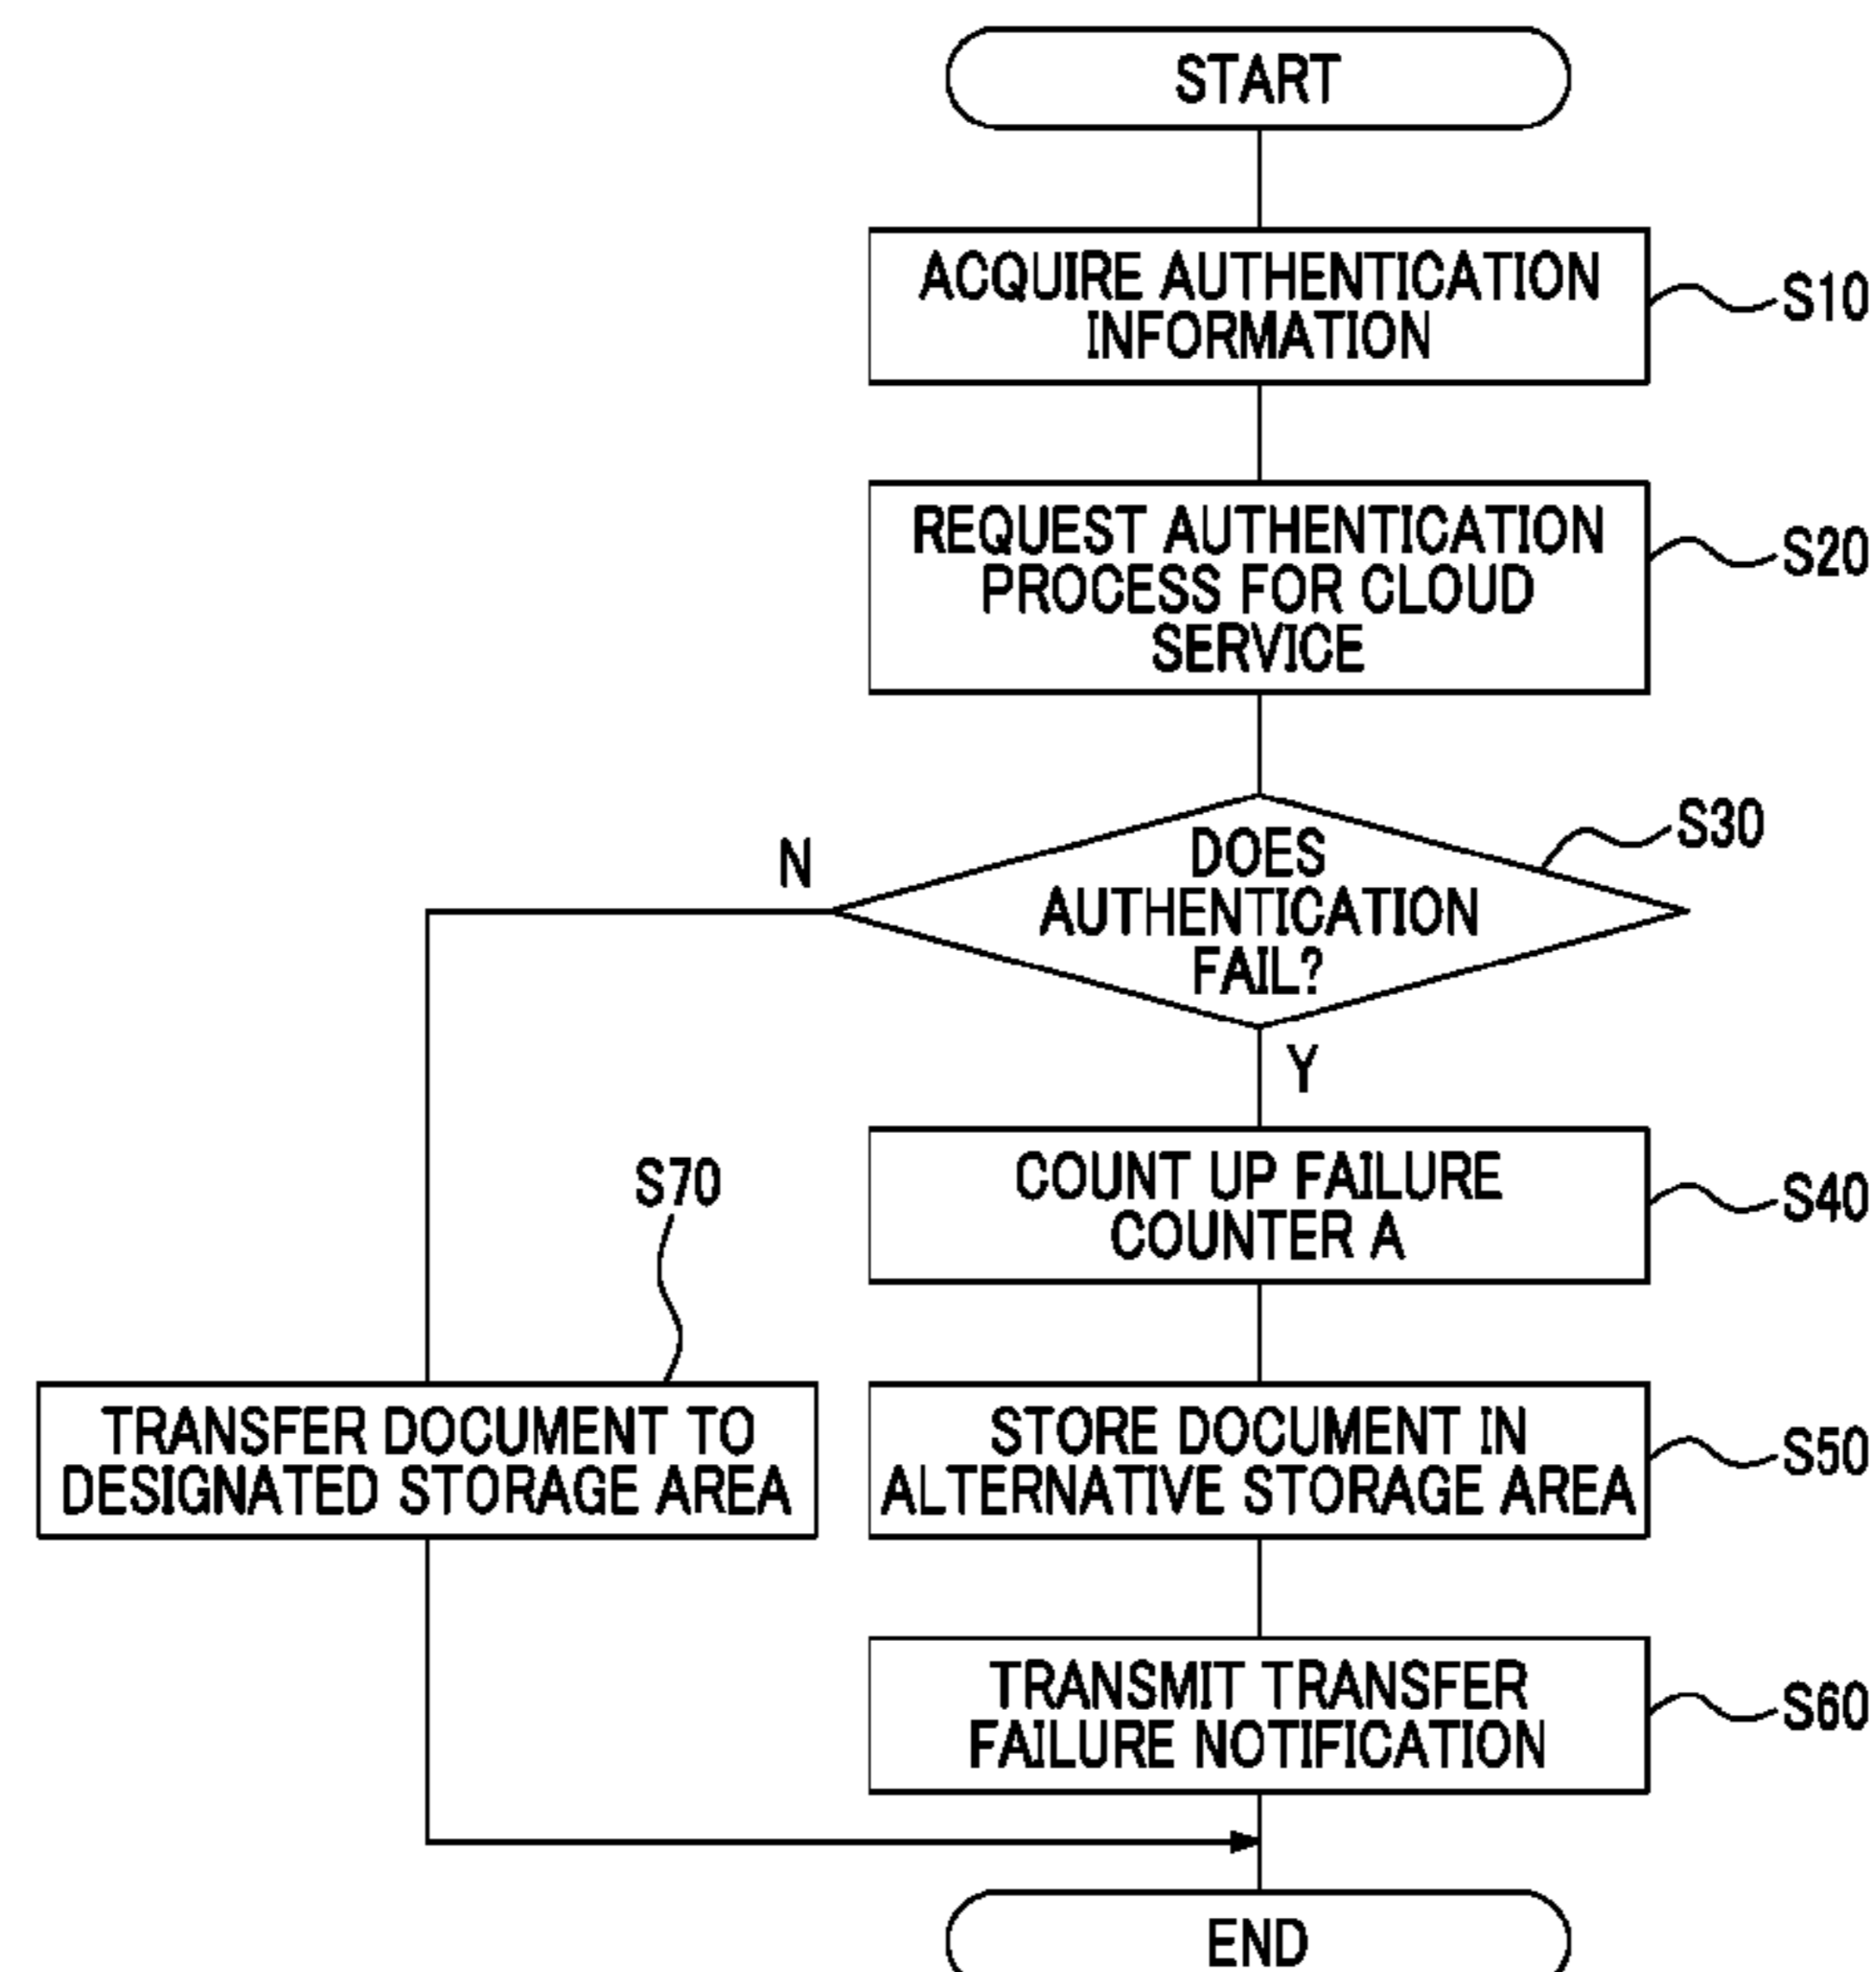 START
ACQUIRE AUTHENTICATION
INFORMATION
S10
REQUEST AUTHENTICATION
PROCESS FOR CLOUD
SERVICE
S20
DOES
AUTHENTICATION
FAIL?
S30
N
Y
COUNT UP FAILURE
COUNTER A
S40
S70
TRANSFER DOCUMENT TO
DESIGNATED STORAGE AREA
STORE DOCUMENT IN
ALTERNATIVE STORAGE AREA
S50
TRANSMIT TRANSFER
FAILURE NOTIFICATION
S60
END